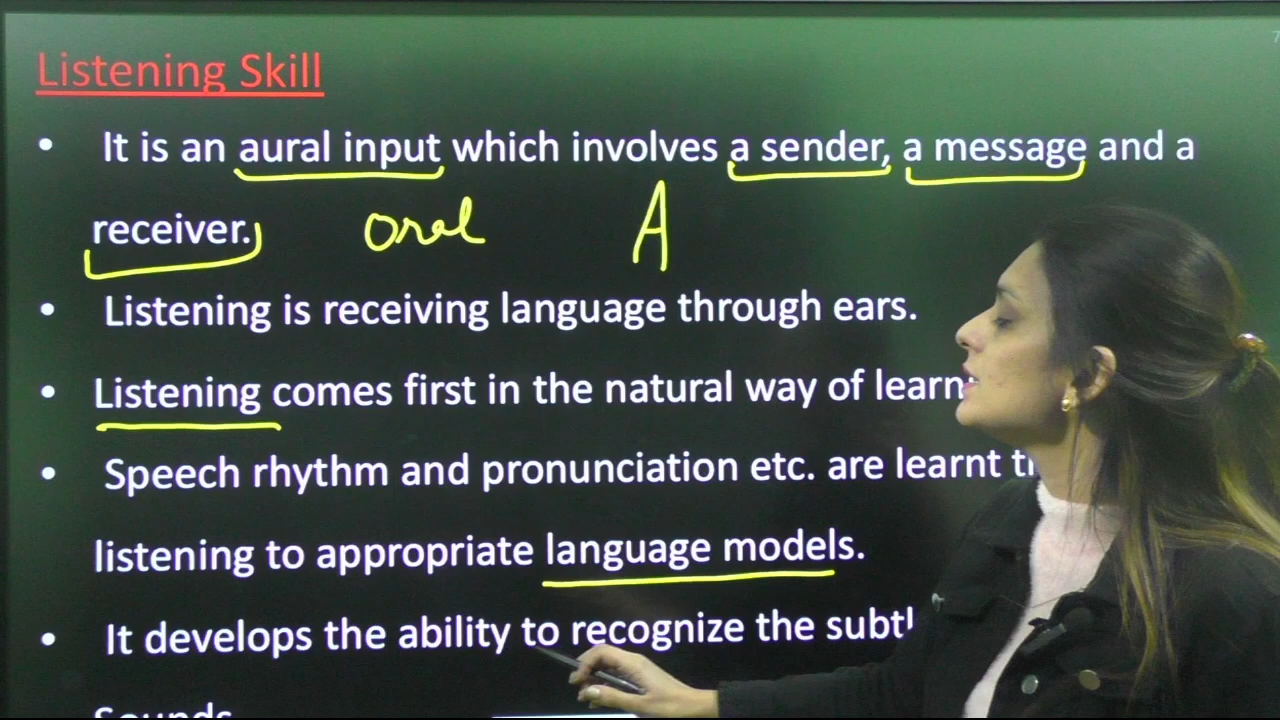 Listening Skill
• It is an aural input which involves a sender, a message and a
receiver. oral A
• Listening is receiving language through ears.
• Listening comes first in the natural way of
• Speech rhythm and pronunciation etc. are learnt
listening to appropriate language models.
• It develops the ability to recognize the
Sounds